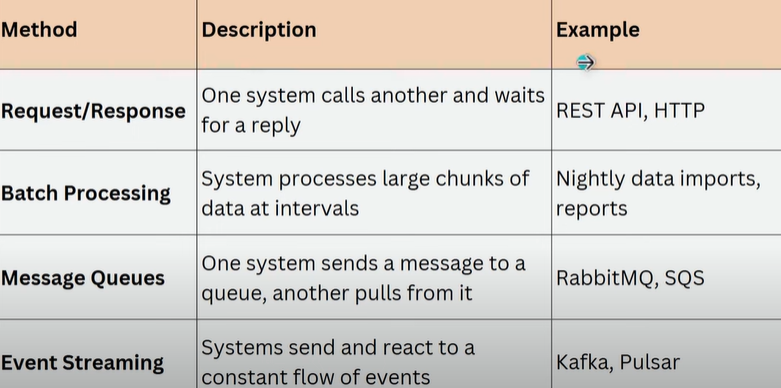 Method Description Example
Request/Response
One system calls another and waits
for a reply
REST API, HTTP
Batch Processing
System processes large chunks of
data at intervals
Nightly data imports,
reports
Message Queues
One system sends a message to a
queue, another pulls from it
RabbitMQ, SQS
Event Streaming
Systems send and react to a
constant flow of events
Kafka, Pulsar